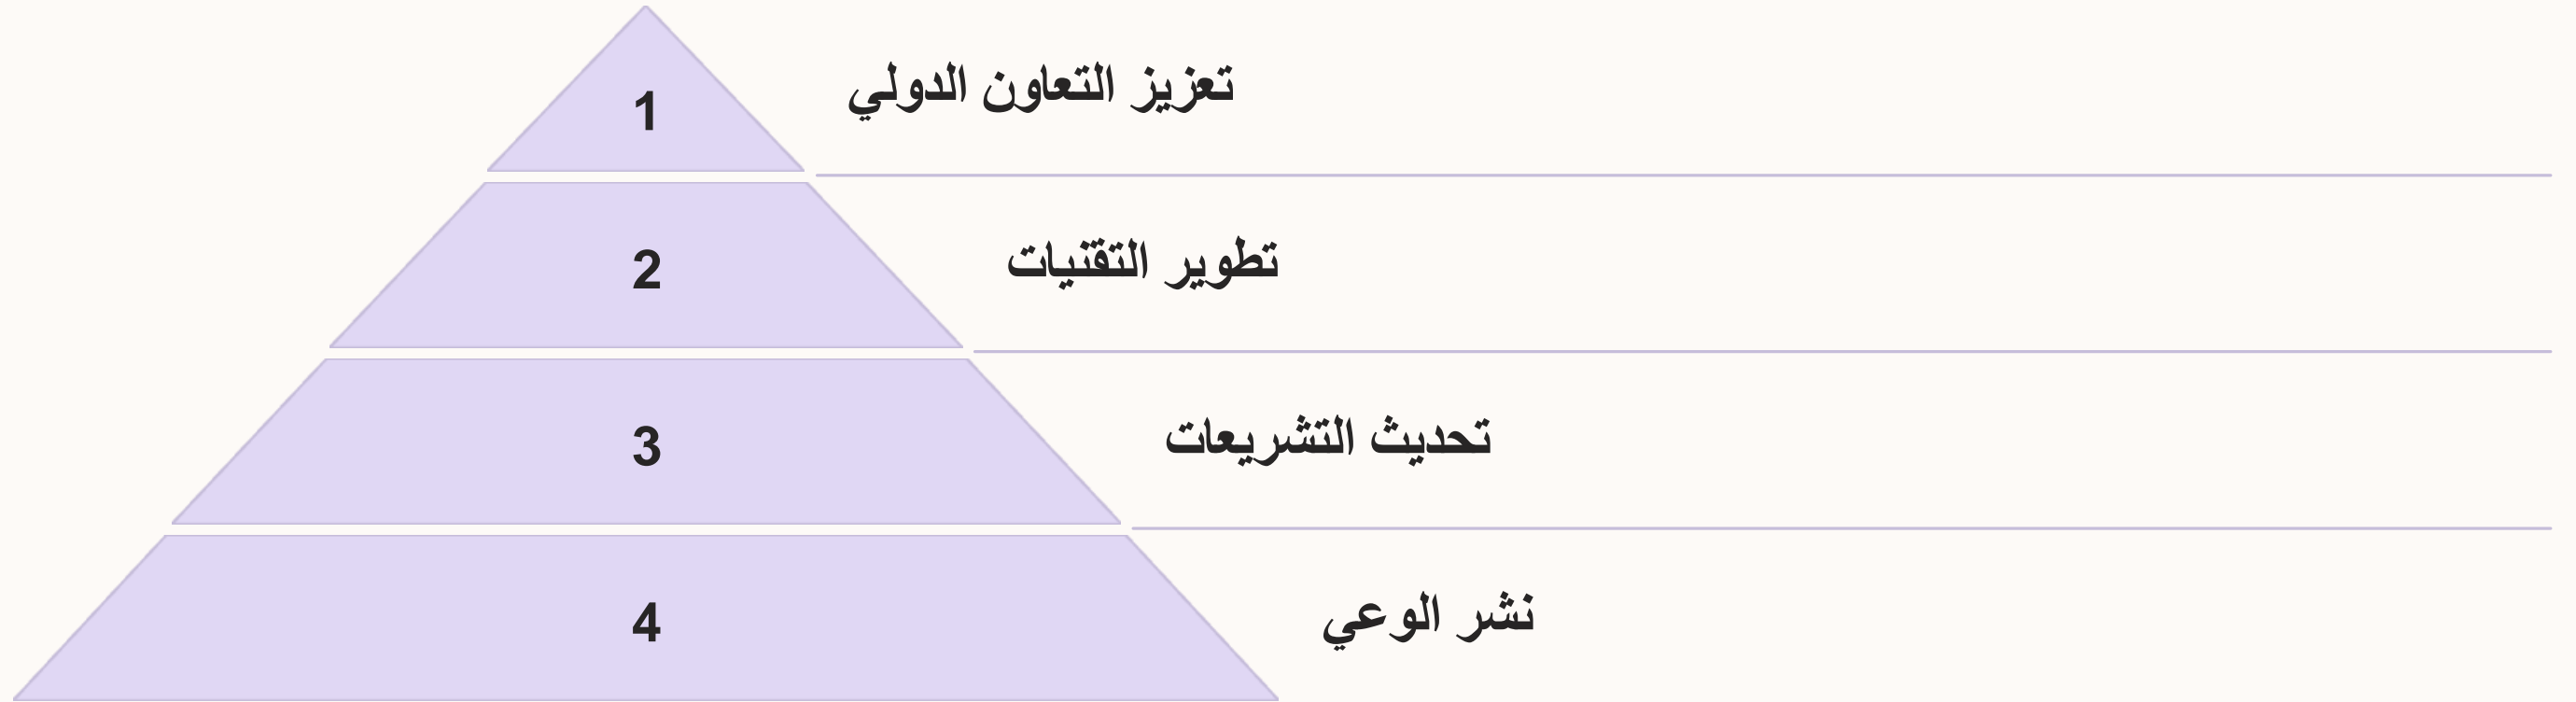 1
تعزيز التعاون الدولي
2
تطوير التقنيات
3
تحديث التشريعات
4
نشر الوعي